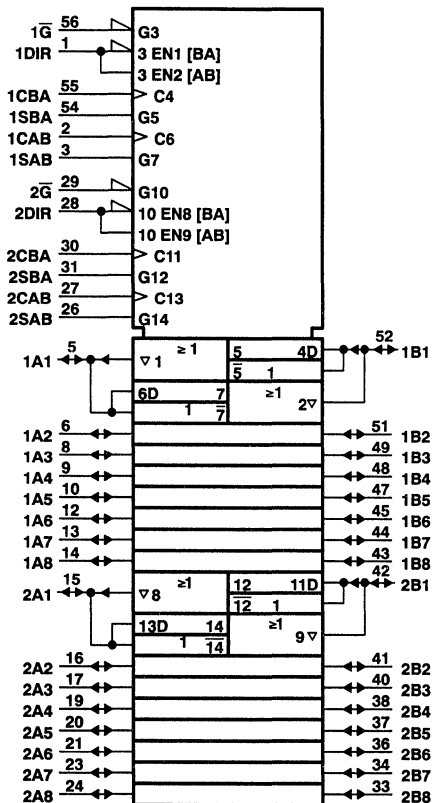 56
1G̅ G3
1
1DIR 3 EN1 [BA]
3 EN2 [AB]
55
1CBA C4
54
1SBA G5
2
1CAB C6
3
1SAB G7
29
2G̅ G10
28
2DIR 10 EN8 [BA]
10 EN9 [AB]
30
2CBA C11
31
2SBA G12
27
2CAB C13
26
2SAB G14
5 ≥1 5 4D 52
1A1 ▽1 5̅ 1 1B1
6D 7 ≥1
1 7̅ 2▽
6 51
1A2 1B2
8 49
1A3 1B3
9 48
1A4 1B4
10 47
1A5 1B5
12 45
1A6 1B6
13 44
1A7 1B7
14 43
1A8 1B8
15 ≥1 12 11D 42
2A1 ▽8 1̅2̅ 1 2B1
13D 14 ≥1
1 1̅4̅ 9▽
16 41
2A2 2B2
17 40
2A3 2B3
19 38
2A4 2B4
20 37
2A5 2B5
21 36
2A6 2B6
23 34
2A7 2B7
24 33
2A8 2B8